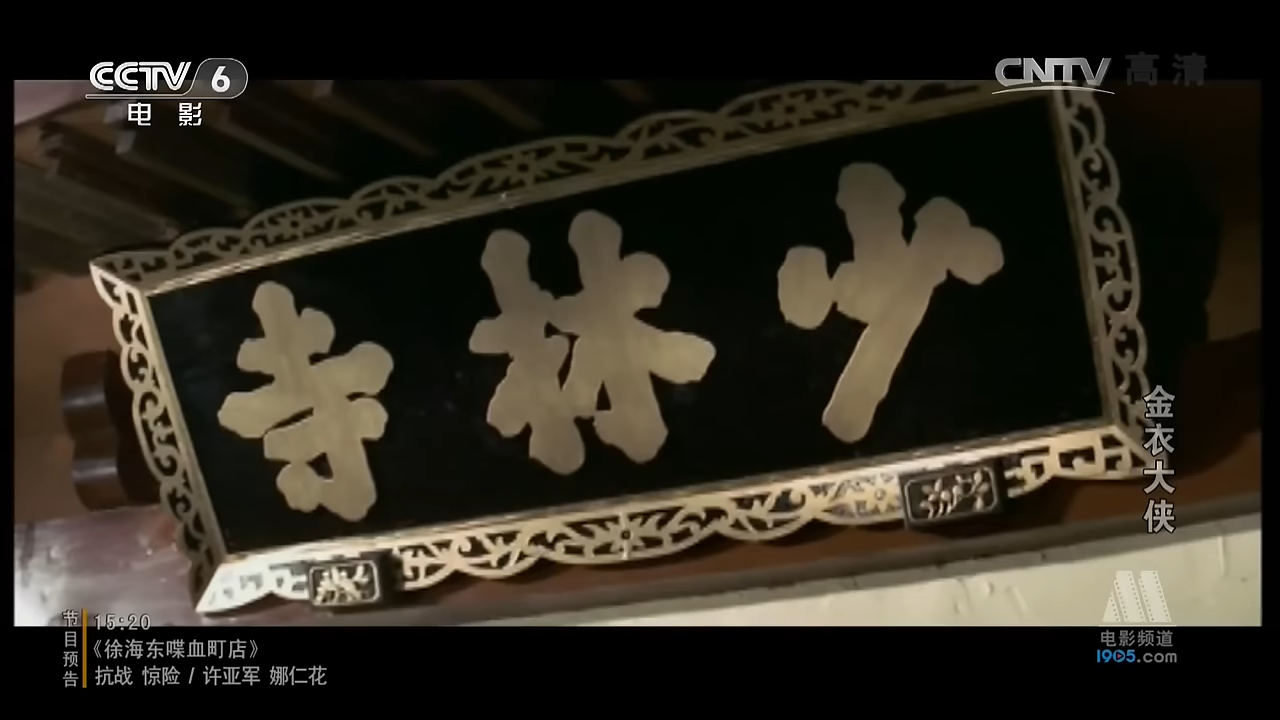 CCTV 6
电影
CNTV 高清
少林寺
金衣大侠
节目预告
15:20
《徐海东喋血町店》
抗战 惊险 / 许亚军 娜仁花
电影频道
1905.com